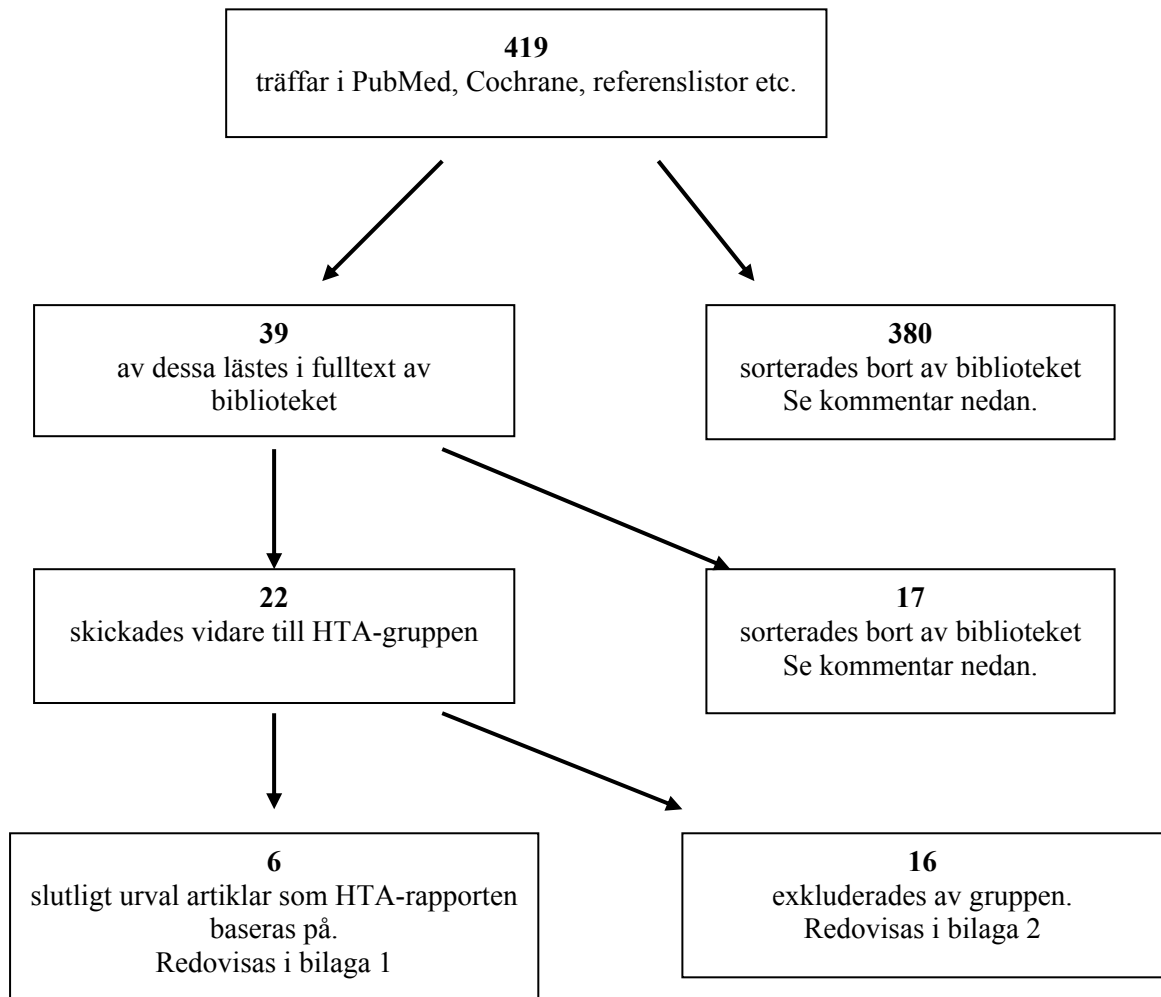 419
träffar i PubMed, Cochrane, referenslistor etc.
39
av dessa lästes i fulltext av
biblioteket
380
sorterades bort av biblioteket
Se kommentar nedan.
22
skickades vidare till HTA-gruppen
17
sorterades bort av biblioteket
Se kommentar nedan.
6
slutligt urval artiklar som HTA-rapporten
baseras på.
Redovisas i bilaga 1
16
exkluderades av gruppen.
Redovisas i bilaga 2